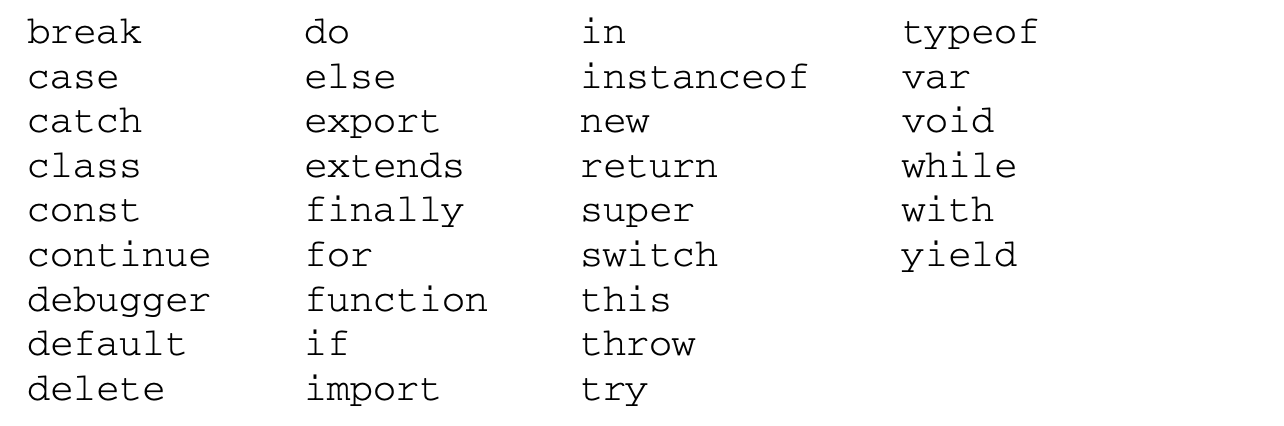 break do in typeof
case else instanceof var
catch export new void
class extends return while
const finally super with
continue for switch yield
debugger function this
default if throw
delete import try